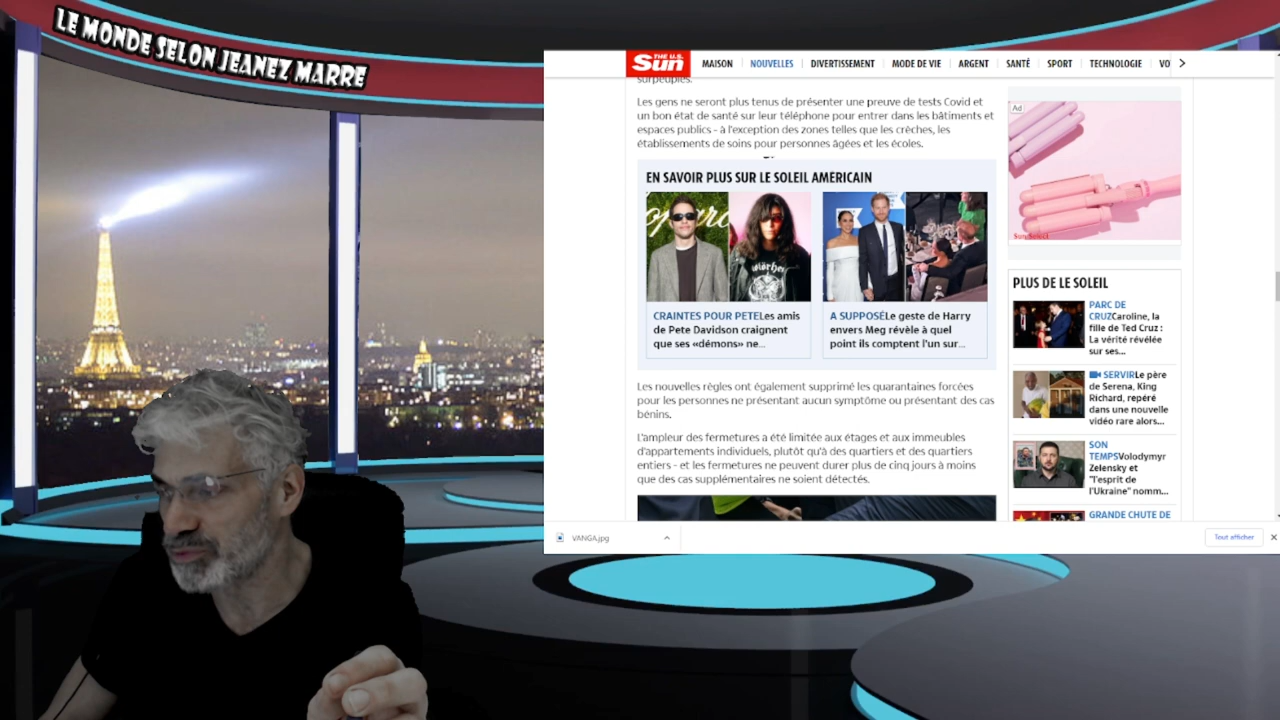 LE MONDE SELON JEANEZ MARRE
THE U.S. Sun
MAISON
NOUVELLES
DIVERTISSEMENT
MODE DE VIE
ARGENT
SANTÉ
SPORT
TECHNOLOGIE
VO
surpeuplés.
Les gens ne seront plus tenus de présenter une preuve de tests Covid et
un bon état de santé sur leur téléphone pour entrer dans les bâtiments et
espaces publics - à l'exception des zones telles que les crèches, les
établissements de soins pour personnes âgées et les écoles.
EN SAVOIR PLUS SUR LE SOLEIL AMÉRICAIN
CRAINTES POUR PETELes amis
de Pete Davidson craignent
que ses «démons» ne...
A SUPPOSÉLe geste de Harry
envers Meg révèle à quel
point ils comptent l'un sur...
Les nouvelles règles ont également supprimé les quarantaines forcées
pour les personnes ne présentant aucun symptôme ou présentant des cas
bénins.
L'ampleur des fermetures a été limitée aux étages et aux immeubles
d'appartements individuels, plutôt qu'à des quartiers et des quartiers
entiers - et les fermetures ne peuvent durer plus de cinq jours à moins
que des cas supplémentaires ne soient détectés.
Ad
PLUS DE LE SOLEIL
PARC DE
CRUZCaroline, la
fille de Ted Cruz :
La vérité révélée
sur ses...
SERVIRLe père
de Serena, King
Richard, repéré
dans une nouvelle
vidéo rare alors...
SON
TEMPSVolodymyr
Zelensky et
"l'esprit de
l'Ukraine" nomm...
GRANDE CHUTE DE
VANGA.jpg
Tout afficher